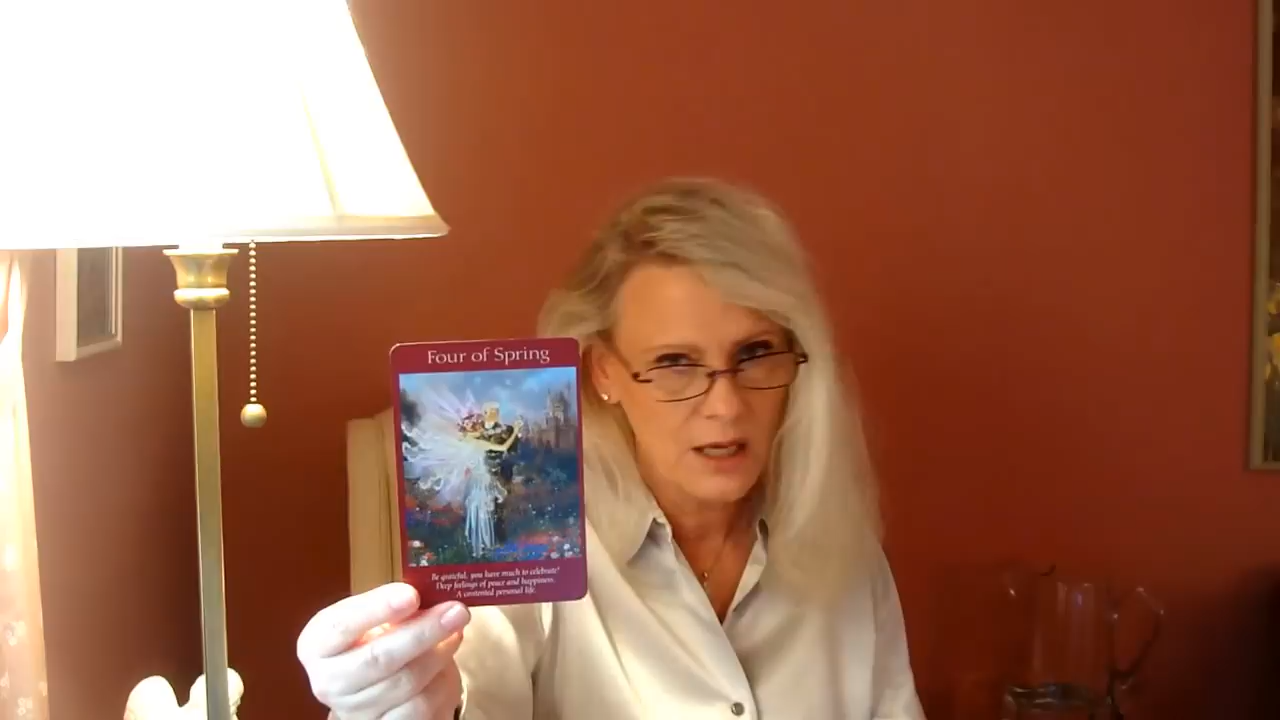 Four of Spring
Be grateful, you have much to celebrate!
Deep feelings of peace and happiness.
A contented personal life.